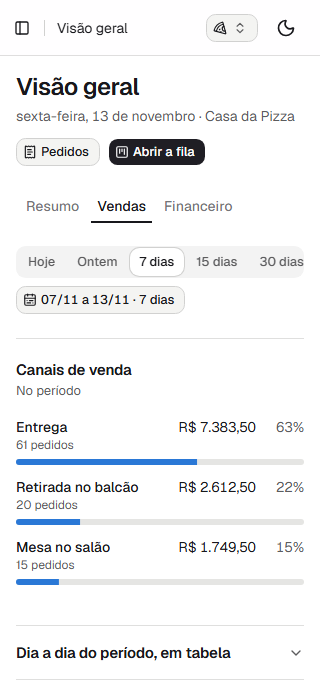 Visão geral
Visão geral
sexta-feira, 13 de novembro · Casa da Pizza
Pedidos
Abrir a fila
Resumo
Vendas
Financeiro
Hoje
Ontem
7 dias
15 dias
30 dias
07/11 a 13/11 · 7 dias
Canais de venda
No período
Entrega R$ 7.383,50 63%
61 pedidos
Retirada no balcão R$ 2.612,50 22%
20 pedidos
Mesa no salão R$ 1.749,50 15%
15 pedidos
Dia a dia do período, em tabela